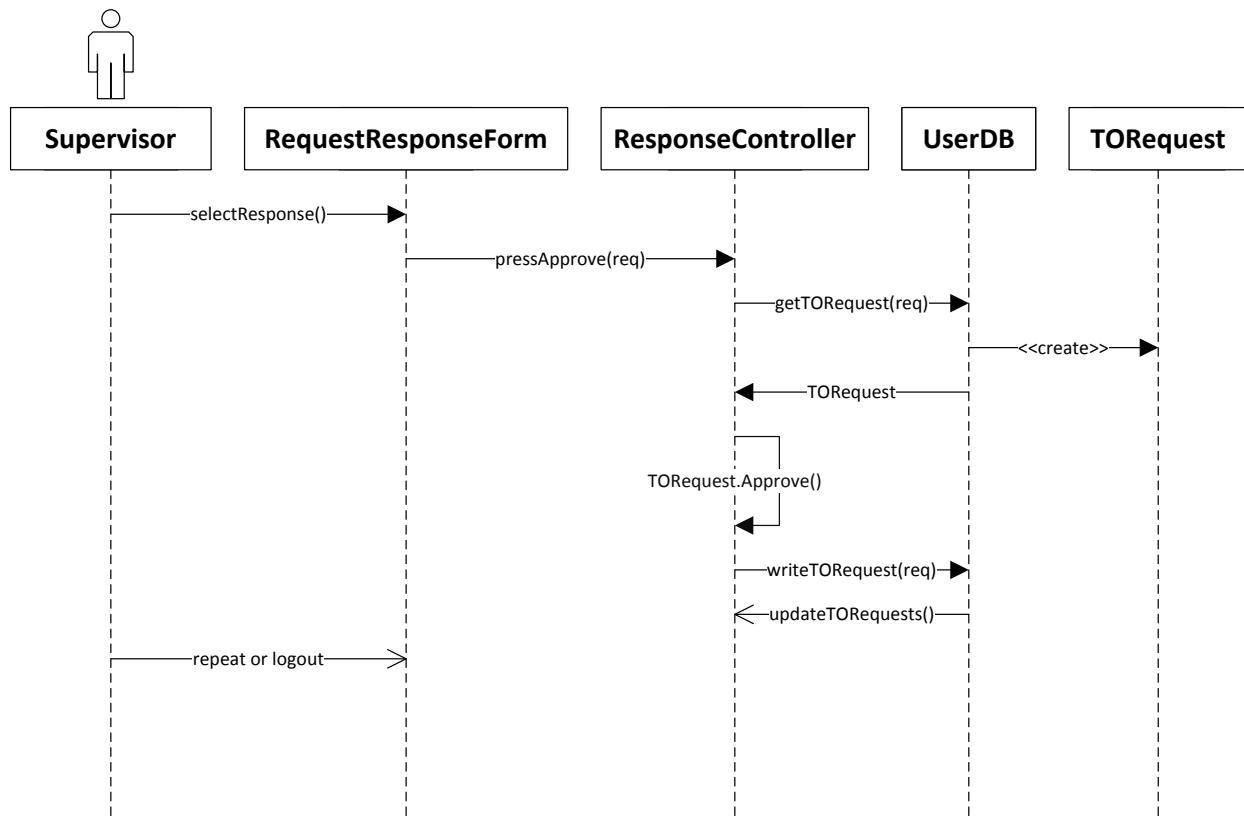 Supervisor
RequestResponseForm
ResponseController
UserDB
TORequest
selectResponse()
pressApprove(req)
getTORequest(req)
<<create>>
TORequest
TORequest.Approve()
writeTORequest(req)
updateTORequests()
repeat or logout